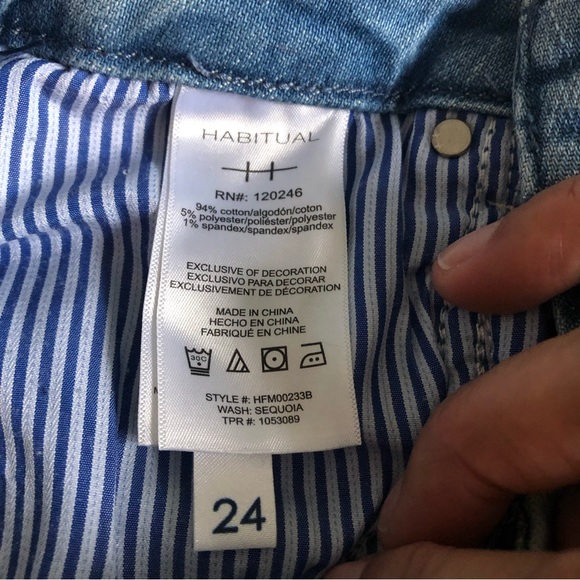 HABITUAL
H
RN#: 120246
94% cotton/algodón/coton
5% polyester/poliéster/polyester
1% spandex/spandex/spandex
EXCLUSIVE OF DECORATION
EXCLUSIVO PARA DECORAR
EXCLUSIVEMENT DE DÉCORATION
MADE IN CHINA
HECHO EN CHINA
FABRIQUÉ EN CHINE
30C
STYLE #: HFM00233B
WASH: SEQUOIA
TPR #: 1053089
24